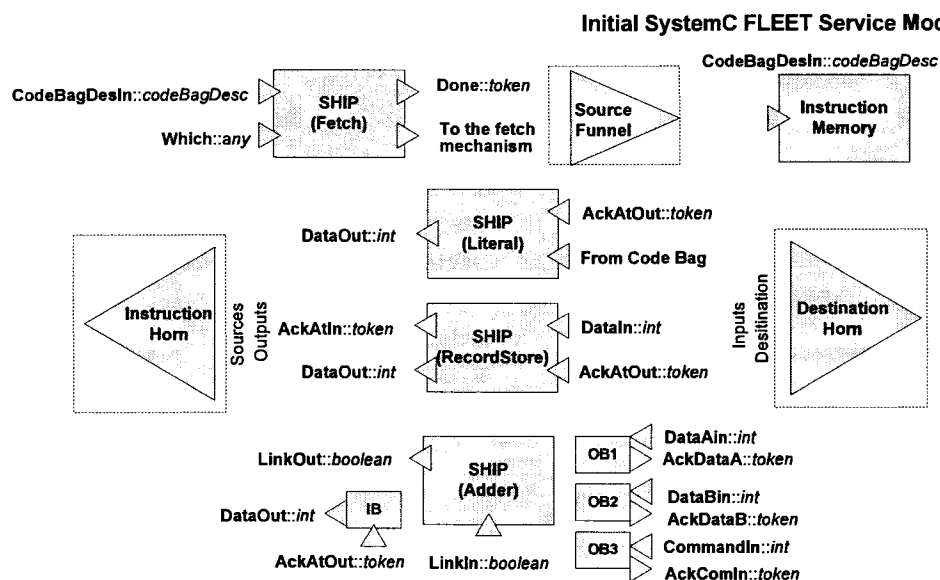 Initial SystemC FLEET Service Mod
CodeBagDesIn::codeBagDesc
Which::any
SHIP
(Fetch)
Done::token
To the fetch
mechanism
Source
Funnel
CodeBagDesIn::codeBagDesc
Instruction
Memory
DataOut::int
SHIP
(Literal)
AckAtOut::token
From Code Bag
Instruction
Horn
Sources
Outputs
AckAtIn::token
DataOut::int
SHIP
(RecordStore)
DataIn::int
AckAtOut::token
Inputs
Desitination
Destination
Horn
LinkOut::boolean
SHIP
(Adder)
IB
DataOut::int
AckAtOut::token
LinkIn::boolean
OB1
DataAin::int
AckDataA::token
OB2
DataBin::int
AckDataB::token
OB3
CommandIn::int
AckComIn::token